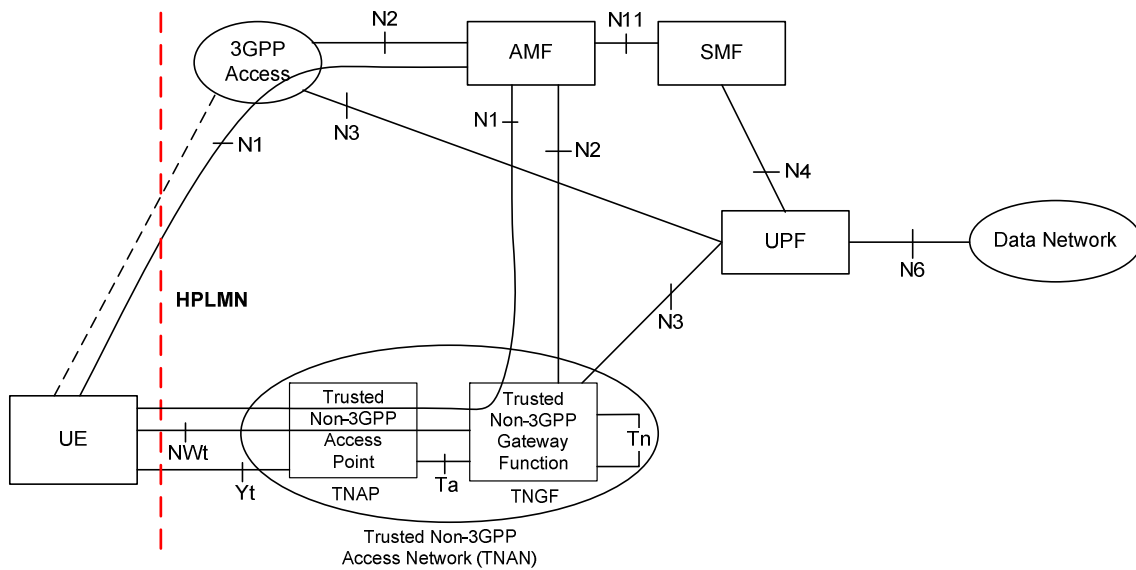 N2
N11
3GPP
Access
AMF
SMF
N1
N3
N1
N2
N4
UPF
N6
Data Network
HPLMN
N3
UE
NWt
Yt
Trusted
Non-3GPP
Access
Point
TNAP
Ta
Trusted
Non-3GPP
Gateway
Function
TNGF
Tn
Trusted Non-3GPP
Access Network (TNAN)